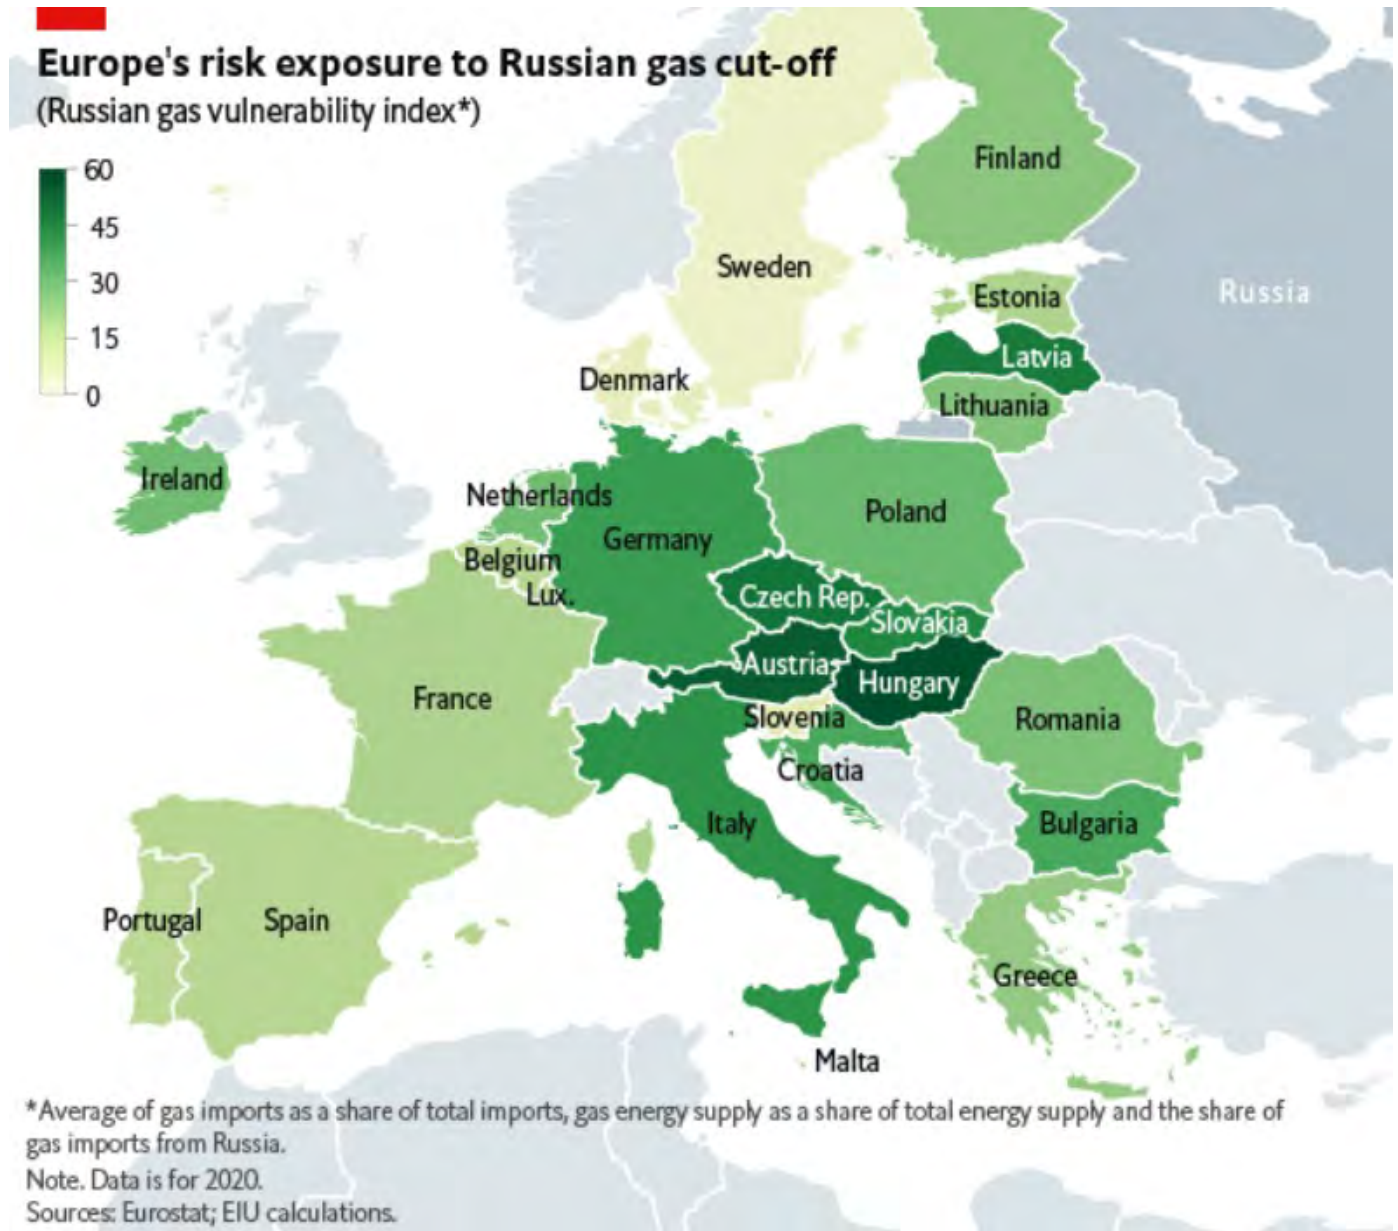 Europe's risk exposure to Russian gas cut-off
(Russian gas vulnerability index*)
60
45
30
15
0
Finland
Sweden
Russia
Estonia
Latvia
Denmark
Lithuania
Ireland
Netherlands
Poland
Germany
Belgium
Lux.
Czech Rep.
Slovakia
Austria
Hungary
France
Slovenia
Romania
Croatia
Italy
Bulgaria
Portugal
Spain
Greece
Malta
*Average of gas imports as a share of total imports, gas energy supply as a share of total energy supply and the share of
gas imports from Russia.
Note. Data is for 2020.
Sources: Eurostat; EIU calculations.